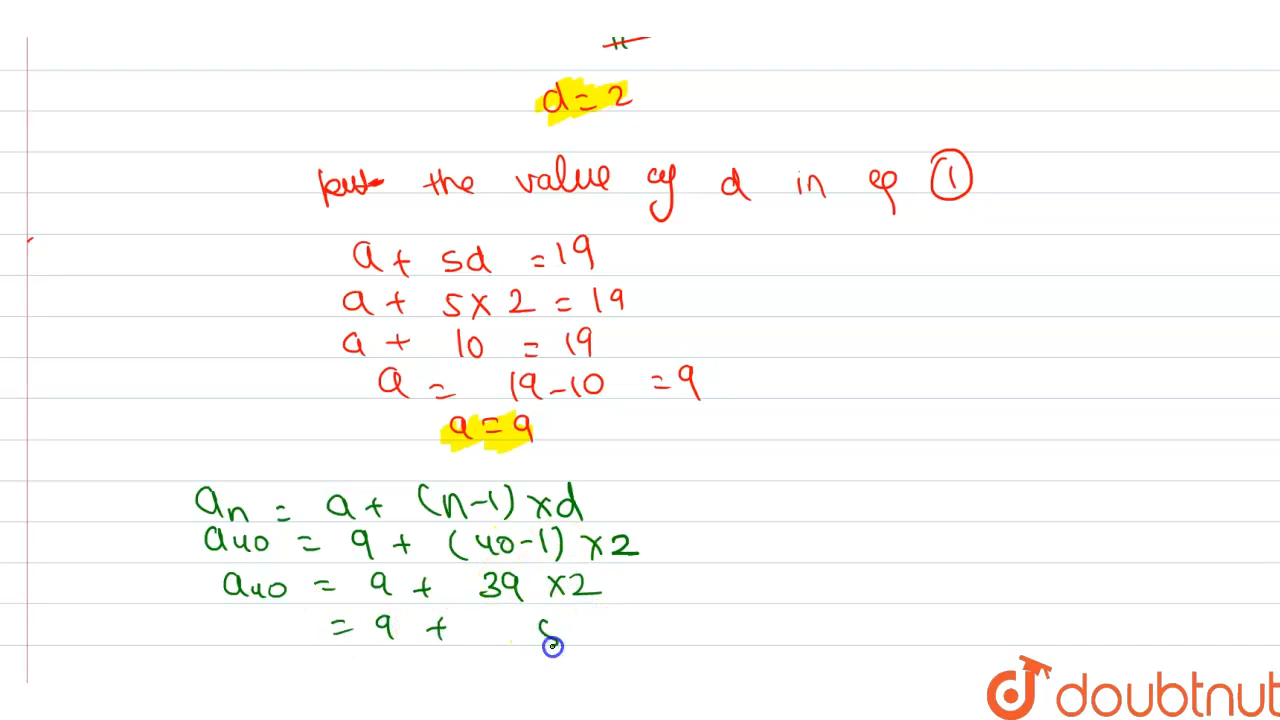 d = 2
put the value of d in eq 1
a + 5d = 19
a + 5 x 2 = 19
a + 10 = 19
a = 19 - 10 = 9
a = 9
an = a + (n-1) x d
a40 = 9 + (40-1) x 2
a40 = 9 + 39 x 2
= 9 +
doubtnut